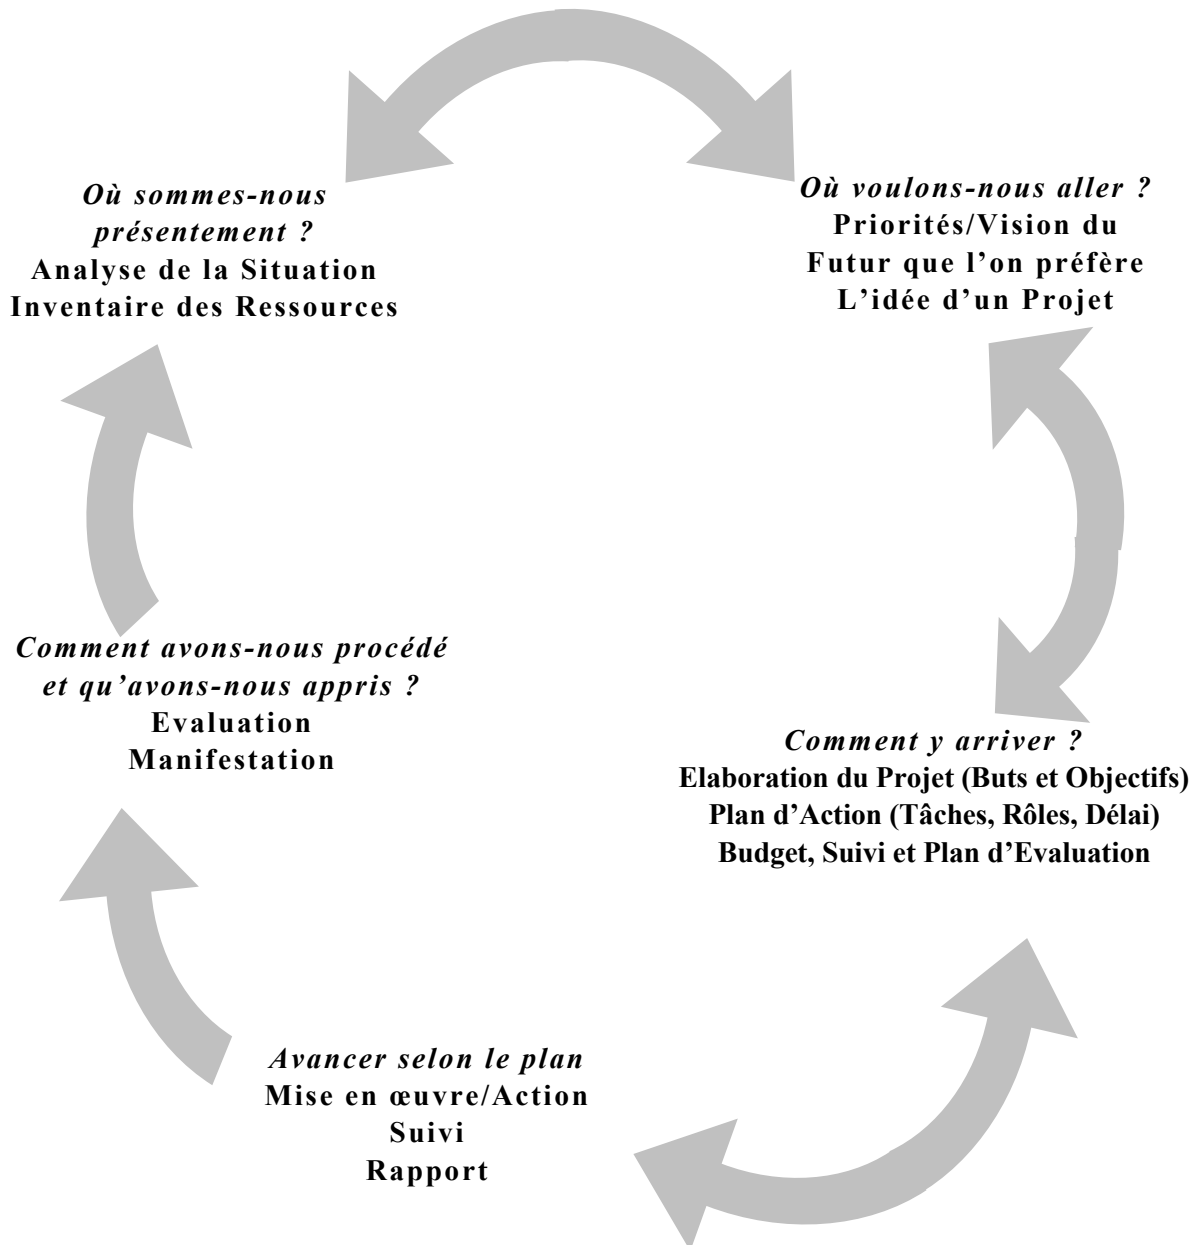 Où sommes-nous
présentement ?
Analyse de la Situation
Inventaire des Ressources
Où voulons-nous aller ?
Priorités/Vision du
Futur que l’on préfère
L’idée d’un Projet
Comment y arriver ?
Elaboration du Projet (Buts et Objectifs)
Plan d’Action (Tâches, Rôles, Délai)
Budget, Suivi et Plan d’Evaluation
Avancer selon le plan
Mise en œuvre/Action
Suivi
Rapport
Comment avons-nous procédé
et qu’avons-nous appris ?
Evaluation
Manifestation